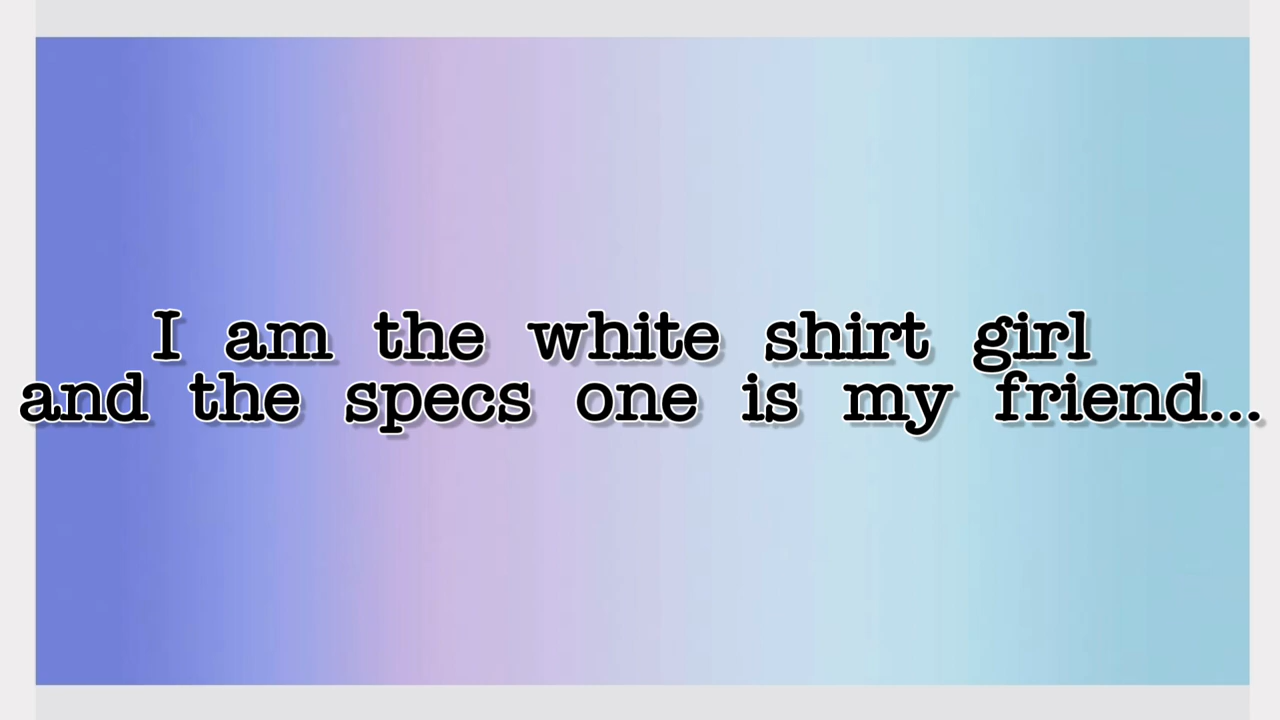 I am the white shirt girl
and the specs one is my friend...